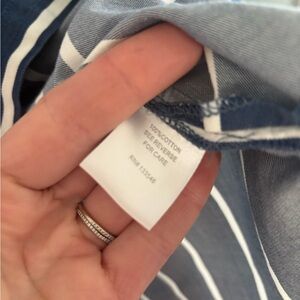 100%COTTON
SEE REVERSE
FOR CARE
RN# 133546